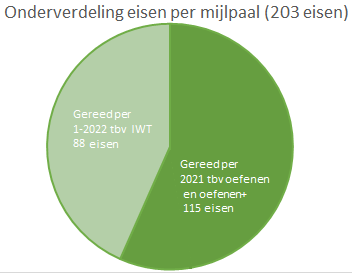 Onderverdeling eisen per mijlpaal (203 eisen)
Gereed per
1-2022 tbv IWT
88 eisen
Gereed per
2021 tbv oefenen
en oefenen+
115 eisen